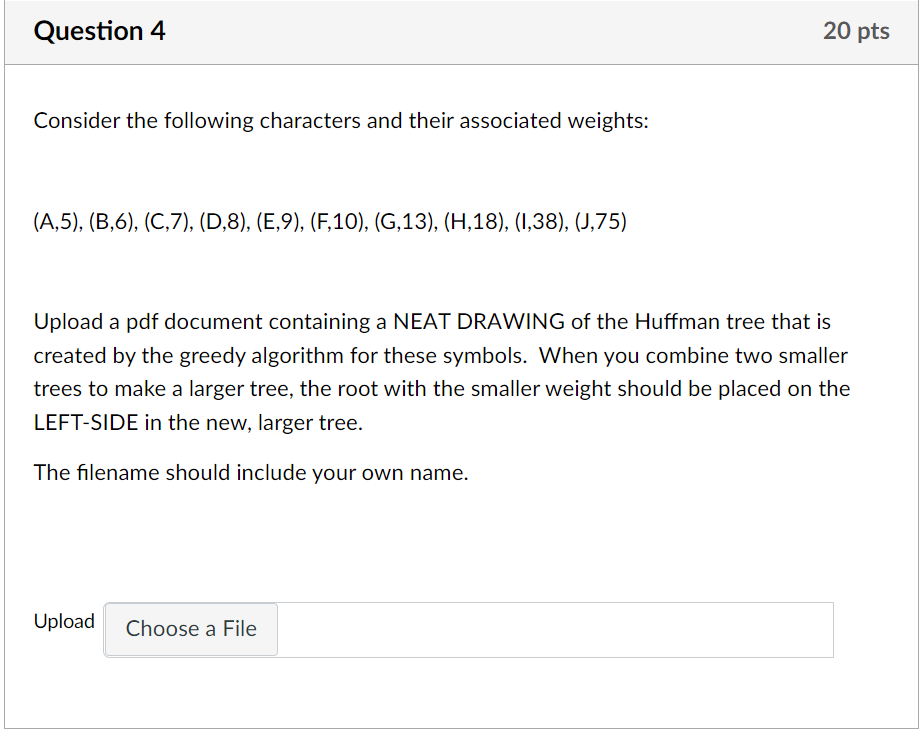 Question 4
20 pts
Consider the following characters and their associated weights:
(A,5), (B,6), (C,7), (D,8), (E,9), (F,10), (G,13), (H,18), (I,38), (J,75)
Upload a pdf document containing a NEAT DRAWING of the Huffman tree that is
created by the greedy algorithm for these symbols.  When you combine two smaller
trees to make a larger tree, the root with the smaller weight should be placed on the
LEFT-SIDE in the new, larger tree.
The filename should include your own name.
Upload
Choose a File